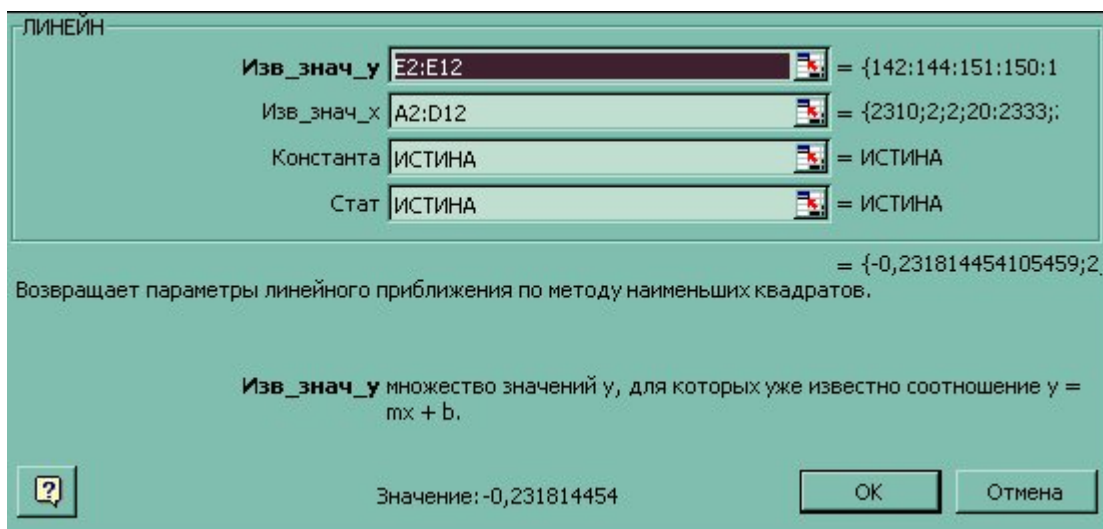 ЛИНЕЙН
Изв_знач_y E2:E12 = {142:144:151:150:1
Изв_знач_x A2:D12 = {2310;2;2;20:2333;:
Константа ИСТИНА = ИСТИНА
Стат ИСТИНА = ИСТИНА
= {-0,231814454105459;2
Возвращает параметры линейного приближения по методу наименьших квадратов.
Изв_знач_y множество значений y, для которых уже известно соотношение y =
mx + b.
? Значение:-0,231814454 OK Отмена